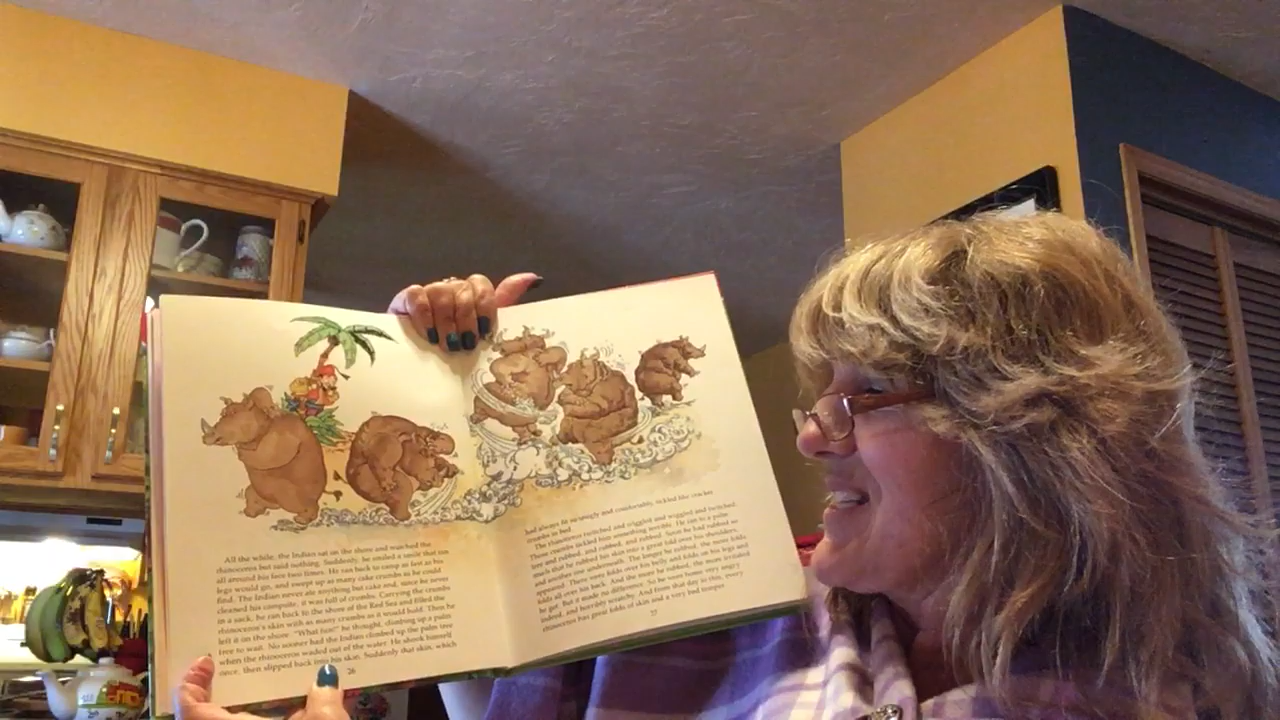 All the while, the Indian sat on the shore and watched the
rhinoceros but said nothing. Suddenly, he smiled a smile that ran
all around his face two times. He ran back to camp as fast as his
legs would go, and swept up as many cake crumbs as he could
find. The Indian never ate anything but cake and, since he never
cleaned his campsite, it was full of crumbs. Carrying the crumbs
in a sack, he ran back to the shore of the Red Sea and filled the
rhinoceros's skin with as many crumbs as it would hold. Then he
left it on the shore. "What fun!" he thought, climbing up a palm
tree to wait. No sooner had the Indian climbed up the palm tree
when the rhinoceros waded out of the water. He shook himself
once, then slipped back into his skin. Suddenly that skin, which
26
had always fit so snugly and comfortably, tickled like cracker
crumbs in bed.
The rhinoceros twitched and wriggled and wiggled and twitched.
Those crumbs tickled him something terrible. He ran to a palm
tree and rubbed, and rubbed, and rubbed. Soon he had rubbed so
much that he rubbed his skin into a great fold over his shoulders,
and another one underneath. The longer he rubbed, the more folds
appeared. There were folds over his belly and folds on his legs and
folds all over his back. And the more he rubbed, the more irritated
he got. But it made no difference. So he went home very angry
indeed, and horribly scratchy. And from that day to this, every
rhinoceros has great folds of skin and a very bad temper.